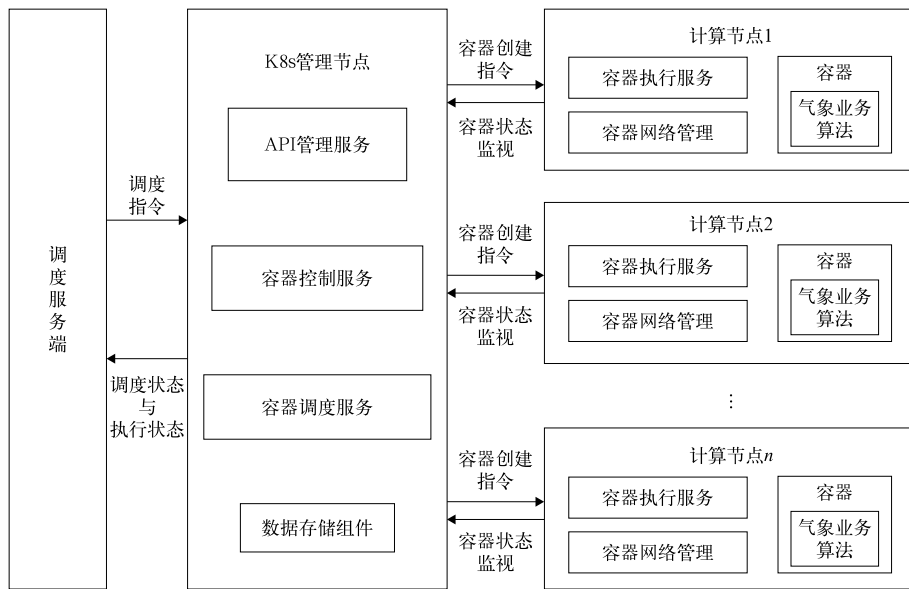 调度服务端
调度
指令
调度状态
与
执行状态
K8s管理节点
API管理服务
容器控制服务
容器调度服务
数据存储组件
容器创建
指令
容器状态
监视
计算节点1
容器执行服务
容器网络管理
容器
气象业务
算法
容器创建
指令
容器状态
监视
计算节点2
容器执行服务
容器网络管理
容器
气象业务
算法
⋮
容器创建
指令
容器状态
监视
计算节点n
容器执行服务
容器网络管理
容器
气象业务
算法